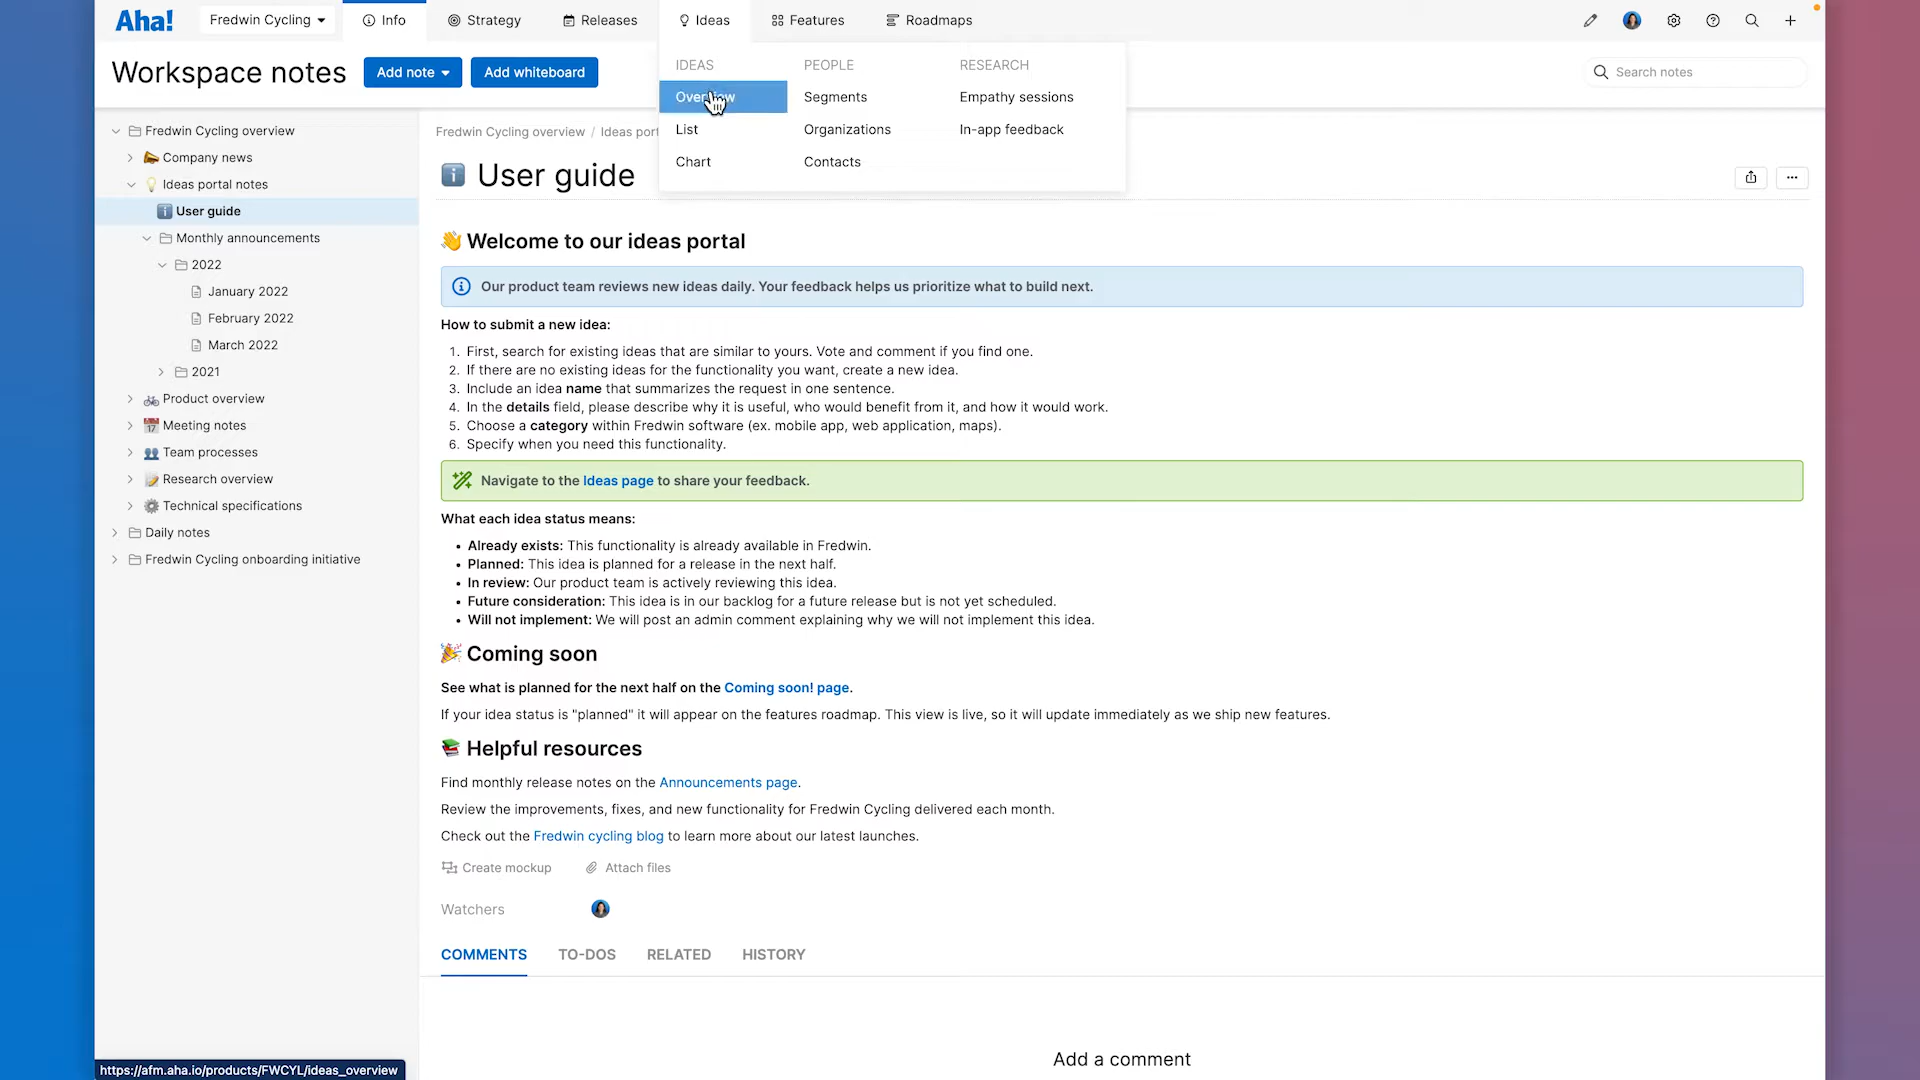 Aha!
Fredwin Cycling
Info
Strategy
Releases
Ideas
Features
Roadmaps
Workspace notes
Add note
Add whiteboard
Search notes
IDEAS
Overview
List
Chart
PEOPLE
Segments
Organizations
Contacts
RESEARCH
Empathy sessions
In-app feedback
Fredwin Cycling overview
Company news
Ideas portal notes
User guide
Monthly announcements
2022
January 2022
February 2022
March 2022
2021
Product overview
Meeting notes
Team processes
Research overview
Technical specifications
Daily notes
Fredwin Cycling onboarding initiative
Fredwin Cycling overview / Ideas port
User guide
Welcome to our ideas portal
Our product team reviews new ideas daily. Your feedback helps us prioritize what to build next.
How to submit a new idea:
1. First, search for existing ideas that are similar to yours. Vote and comment if you find one.
2. If there are no existing ideas for the functionality you want, create a new idea.
3. Include an idea name that summarizes the request in one sentence.
4. In the details field, please describe why it is useful, who would benefit from it, and how it would work.
5. Choose a category within Fredwin software (ex. mobile app, web application, maps).
6. Specify when you need this functionality.
Navigate to the Ideas page to share your feedback.
What each idea status means:
• Already exists: This functionality is already available in Fredwin.
• Planned: This idea is planned for a release in the next half.
• In review: Our product team is actively reviewing this idea.
• Future consideration: This idea is in our backlog for a future release but is not yet scheduled.
• Will not implement: We will post an admin comment explaining why we will not implement this idea.
Coming soon
See what is planned for the next half on the Coming soon! page.
If your idea status is "planned" it will appear on the features roadmap. This view is live, so it will update immediately as we ship new features.
Helpful resources
Find monthly release notes on the Announcements page.
Review the improvements, fixes, and new functionality for Fredwin Cycling delivered each month.
Check out the Fredwin cycling blog to learn more about our latest launches.
Create mockup
Attach files
Watchers
COMMENTS
TO-DOS
RELATED
HISTORY
Add a comment
https://afm.aha.io/products/FWCYL/ideas_overview